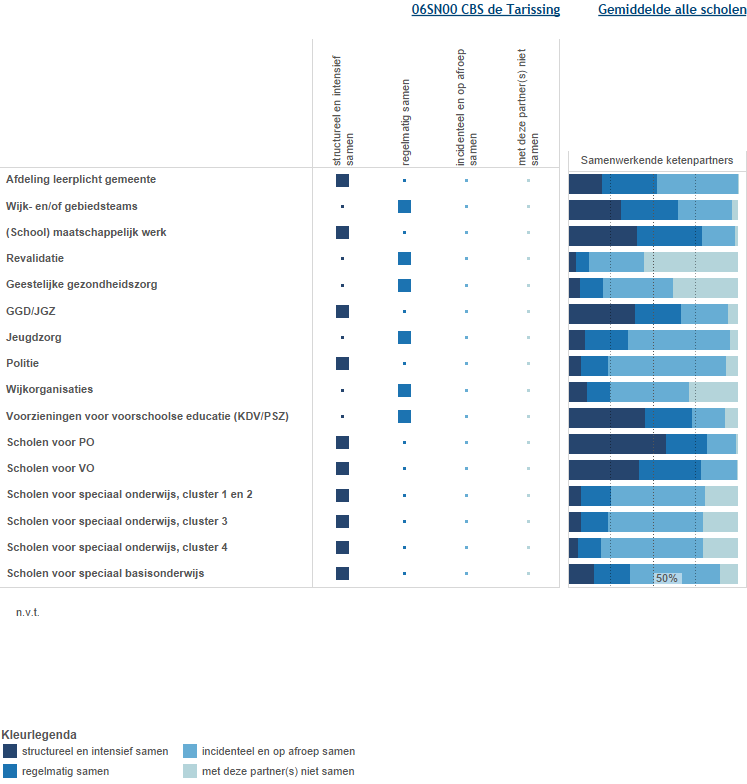 06SN00 CBS de Tarissing
Gemiddelde alle scholen
structureel en intensief
samen
regelmatig samen
incidenteel en op afroep
samen
met deze partner(s) niet
samen
Samenwerkende ketenpartners
Afdeling leerplicht gemeente
Wijk- en/of gebiedsteams
(School) maatschappelijk werk
Revalidatie
Geestelijke gezondheidszorg
GGD/JGZ
Jeugdzorg
Politie
Wijkorganisaties
Voorzieningen voor voorschoolse educatie (KDV/PSZ)
Scholen voor PO
Scholen voor VO
Scholen voor speciaal onderwijs, cluster 1 en 2
Scholen voor speciaal onderwijs, cluster 3
Scholen voor speciaal onderwijs, cluster 4
Scholen voor speciaal basisonderwijs
50%
n.v.t.
Kleurlegenda
structureel en intensief samen
incidenteel en op afroep samen
regelmatig samen
met deze partner(s) niet samen